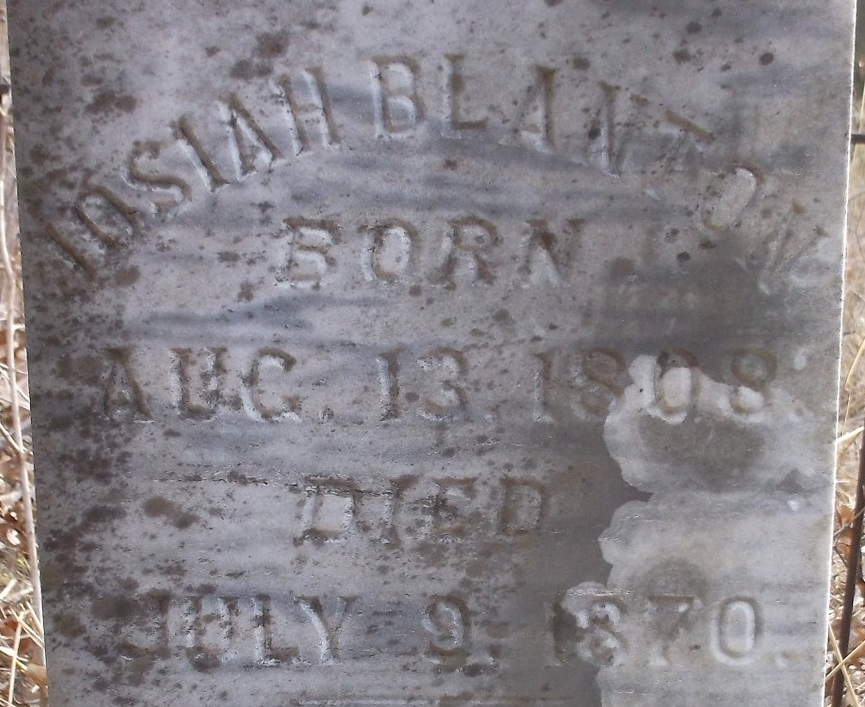 JOSIAH BLANTON
BORN
AUG. 13, 1808.
DIED
JULY 9, 1870.